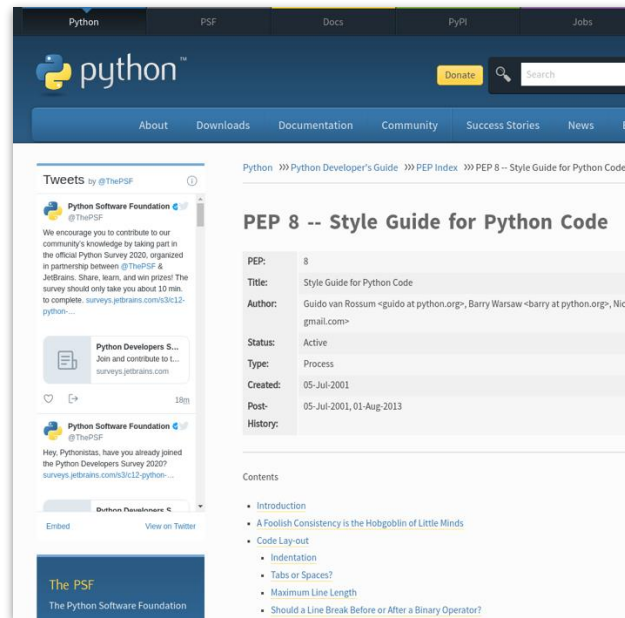 Python
PSF
Docs
PyPI
Jobs
python™
Donate
Search
About
Downloads
Documentation
Community
Success Stories
News
Tweets by @ThePSF
Python Software Foundation
@ThePSF
We encourage you to contribute to our
community's knowledge by taking part in
the official Python Survey 2020, organized
in partnership between @ThePSF &
JetBrains. Share, learn, and win prizes! The
survey should only take you about 10 min.
to complete. surveys.jetbrains.com/s3/c12-
python-…
Python Developers S...
Join and contribute to t...
surveys.jetbrains.com
18m
Python Software Foundation
@ThePSF
Hey, Pythonistas, have you already joined
the Python Developers Survey 2020?
surveys.jetbrains.com/s3/c12-python-…
Python Developers S
Embed
View on Twitter
The PSF
The Python Software Foundation
Python >>> Python Developer's Guide >>> PEP Index >>> PEP 8 -- Style Guide for Python Code
PEP 8 -- Style Guide for Python Code
PEP: 8
Title: Style Guide for Python Code
Author: Guido van Rossum <guido at python.org>, Barry Warsaw <barry at python.org>, Nic
gmail.com>
Status: Active
Type: Process
Created: 05-Jul-2001
Post- 05-Jul-2001, 01-Aug-2013
History:
Contents
Introduction
A Foolish Consistency is the Hobgoblin of Little Minds
Code Lay-out
Indentation
Tabs or Spaces?
Maximum Line Length
Should a Line Break Before or After a Binary Operator?